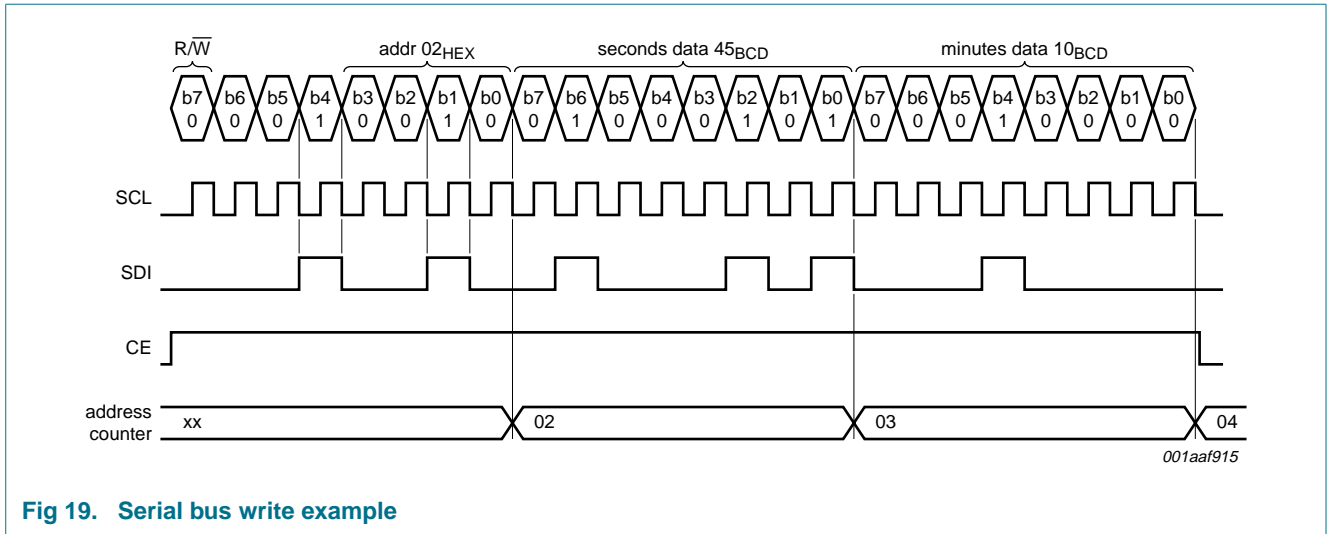 R/W̅ addr 02HEX seconds data 45BCD minutes data 10BCD
b7 b6 b5 b4 b3 b2 b1 b0 b7 b6 b5 b4 b3 b2 b1 b0 b7 b6 b5 b4 b3 b2 b1 b0
0 0 0 1 0 0 1 0 0 1 0 0 0 1 0 1 0 0 0 1 0 0 0 0
SCL
SDI
CE
address
counter
xx 02 03 04
001aaf915
Fig 19. Serial bus write example